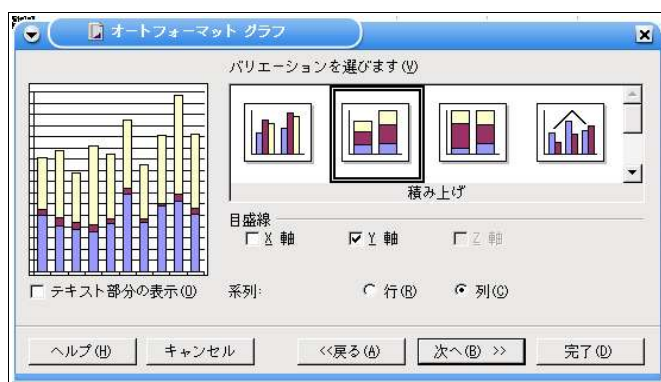 オートフォーマット グラフ
バリエーションを選びます(V)
積み上げ
目盛線
X 軸
Y 軸
Z 軸
テキスト部分の表示(O)
系列:
行(R)
列(C)
ヘルプ(H)
キャンセル
<<戻る(A)
次へ(B) >>
完了(D)